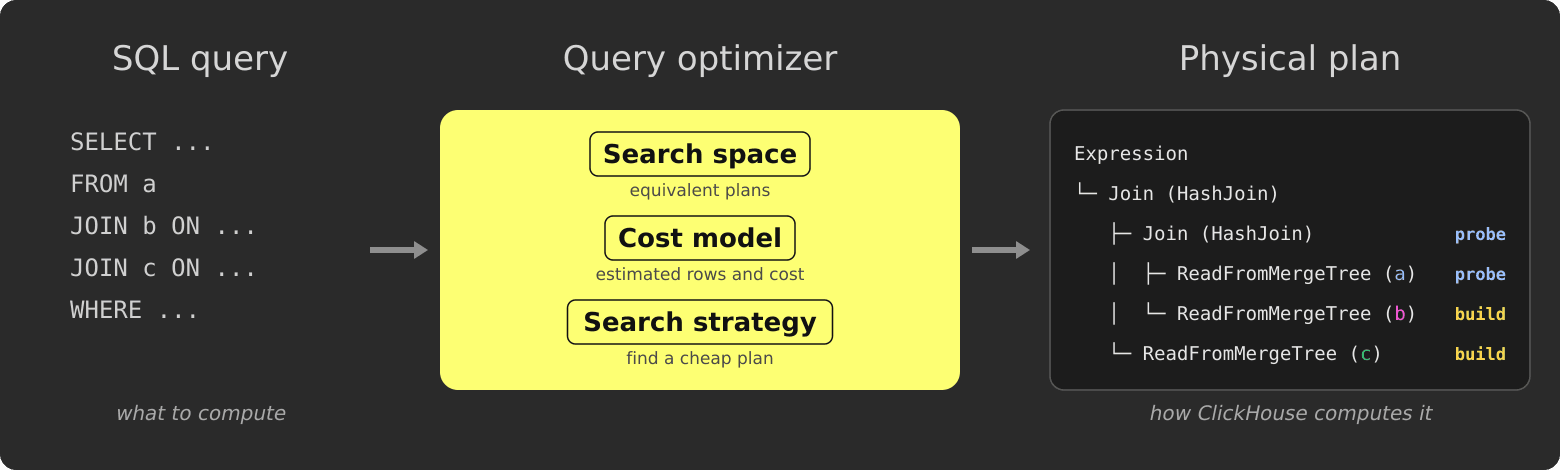 SQL query
SELECT ...
FROM a
JOIN b ON ...
JOIN c ON ...
WHERE ...
what to compute
Query optimizer
Search space
equivalent plans
Cost model
estimated rows and cost
Search strategy
find a cheap plan
Physical plan
Expression
└─ Join (HashJoin)
   ├─ Join (HashJoin) probe
   │  ├─ ReadFromMergeTree (a) probe
   │  └─ ReadFromMergeTree (b) build
   └─ ReadFromMergeTree (c) build
how ClickHouse computes it